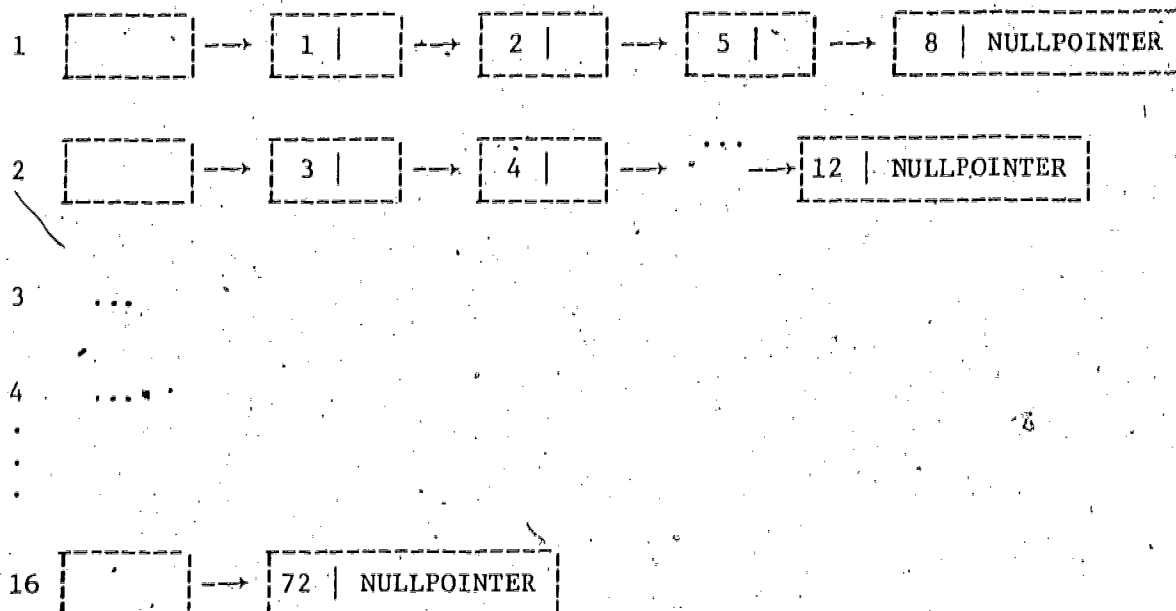 1 1 | 2 | 5 | 8 | NULLPOINTER
2 3 | 4 | ... 12 | NULLPOINTER
3 ...
4 ....
.
.
.
16 72 | NULLPOINTER